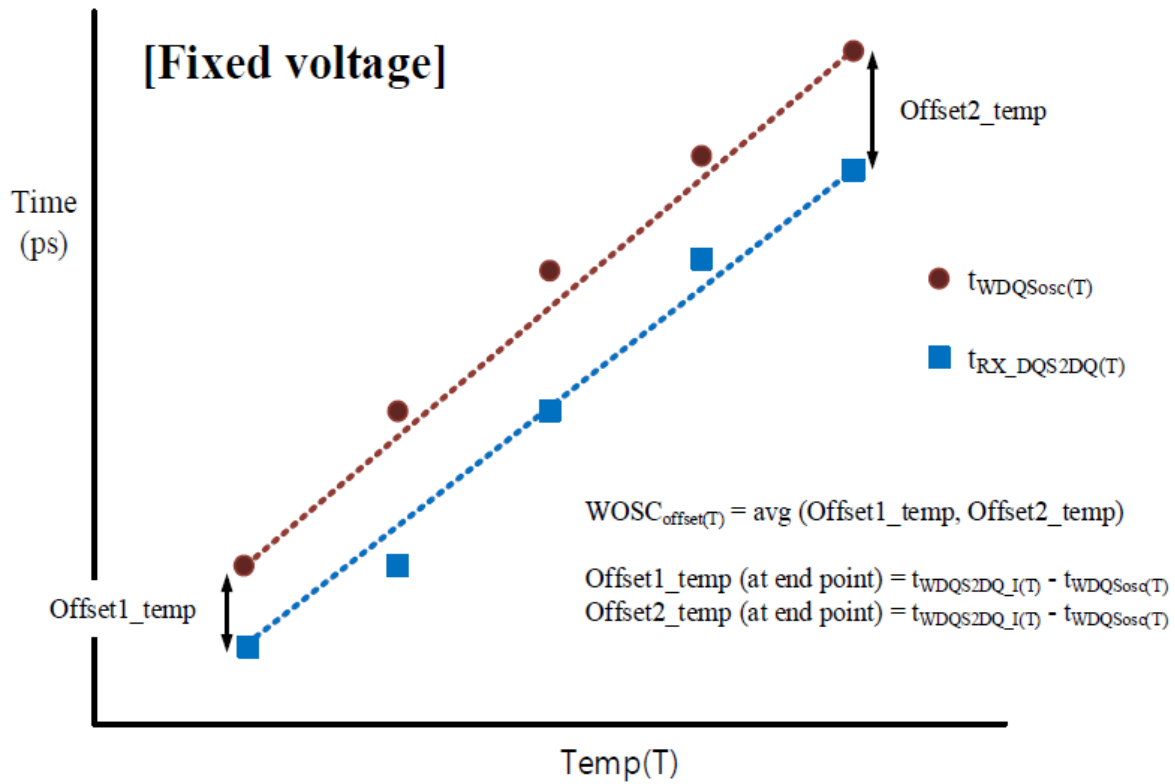 [Fixed voltage]
Offset2_temp
Time
(ps)
tWDQSosc(T)
tRX_DQS2DQ(T)
WOSCoffset(T) = avg (Offset1_temp, Offset2_temp)
Offset1_temp (at end point) = tWDQS2DQ_I(T) - tWDQSosc(T)
Offset1_temp
Offset2_temp (at end point) = tWDQS2DQ_I(T) - tWDQSosc(T)
Temp(T)